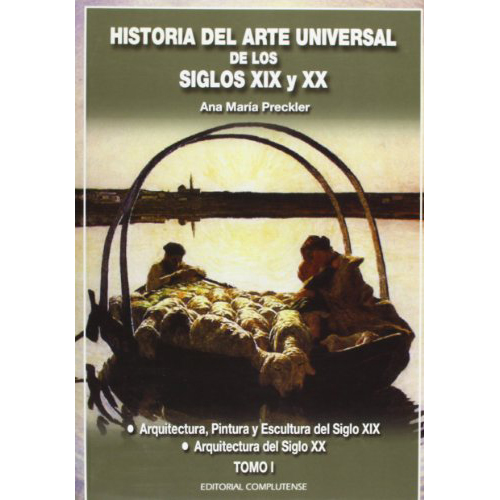 HISTORIA DEL ARTE UNIVERSAL
DE LOS
SIGLOS XIX y XX
Ana María Preckler
• Arquitectura, Pintura y Escultura del Siglo XIX
• Arquitectura del Siglo XX
TOMO I
EDITORIAL COMPLUTENSE